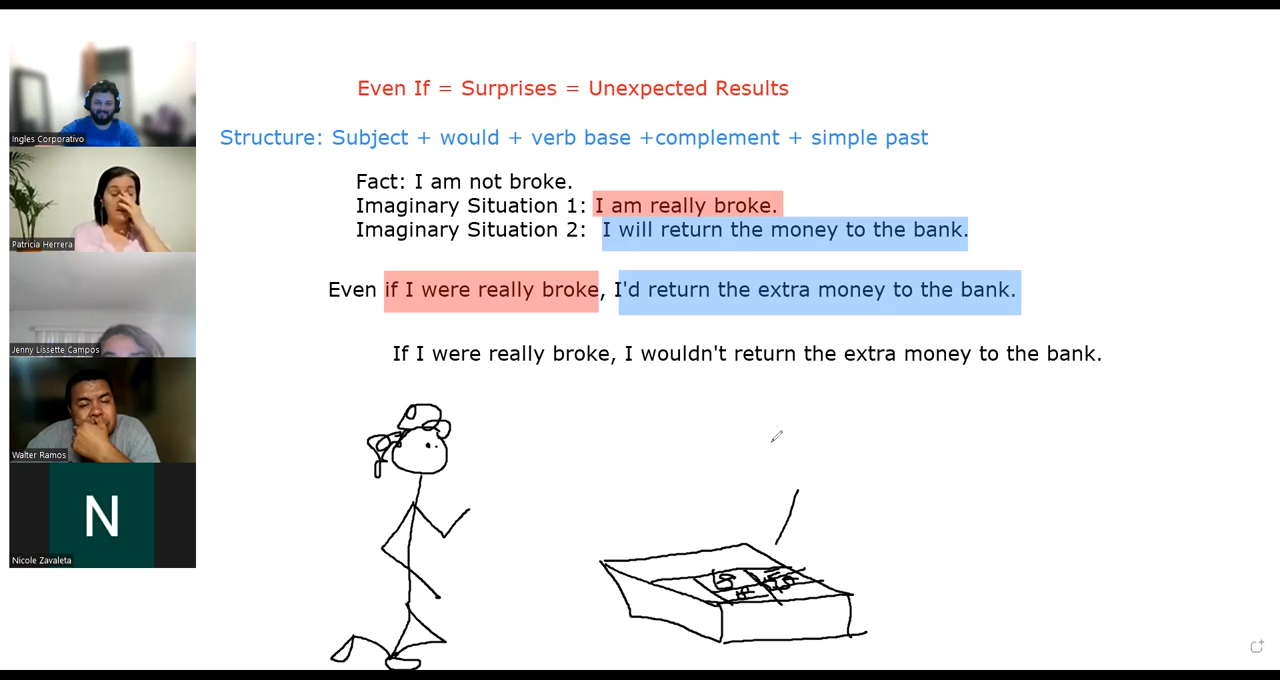 Even If = Surprises = Unexpected Results
Structure: Subject + would + verb base +complement + simple past
Fact: I am not broke.
Imaginary Situation 1: I am really broke.
Imaginary Situation 2: I will return the money to the bank.
Even if I were really broke, I'd return the extra money to the bank.
If I were really broke, I wouldn't return the extra money to the bank.
Ingles Corporativo
Patricia Herrera
Jenny Lissette Campos
Walter Ramos
N
Nicole Zavaleta